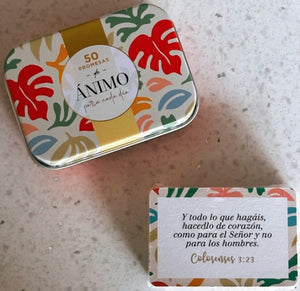 50
PROMESAS
de
ÁNIMO
para cada día
Y todo lo que hagáis,
hacedlo de corazón,
como para el Señor y no
para los hombres.
Colosenses 3:23